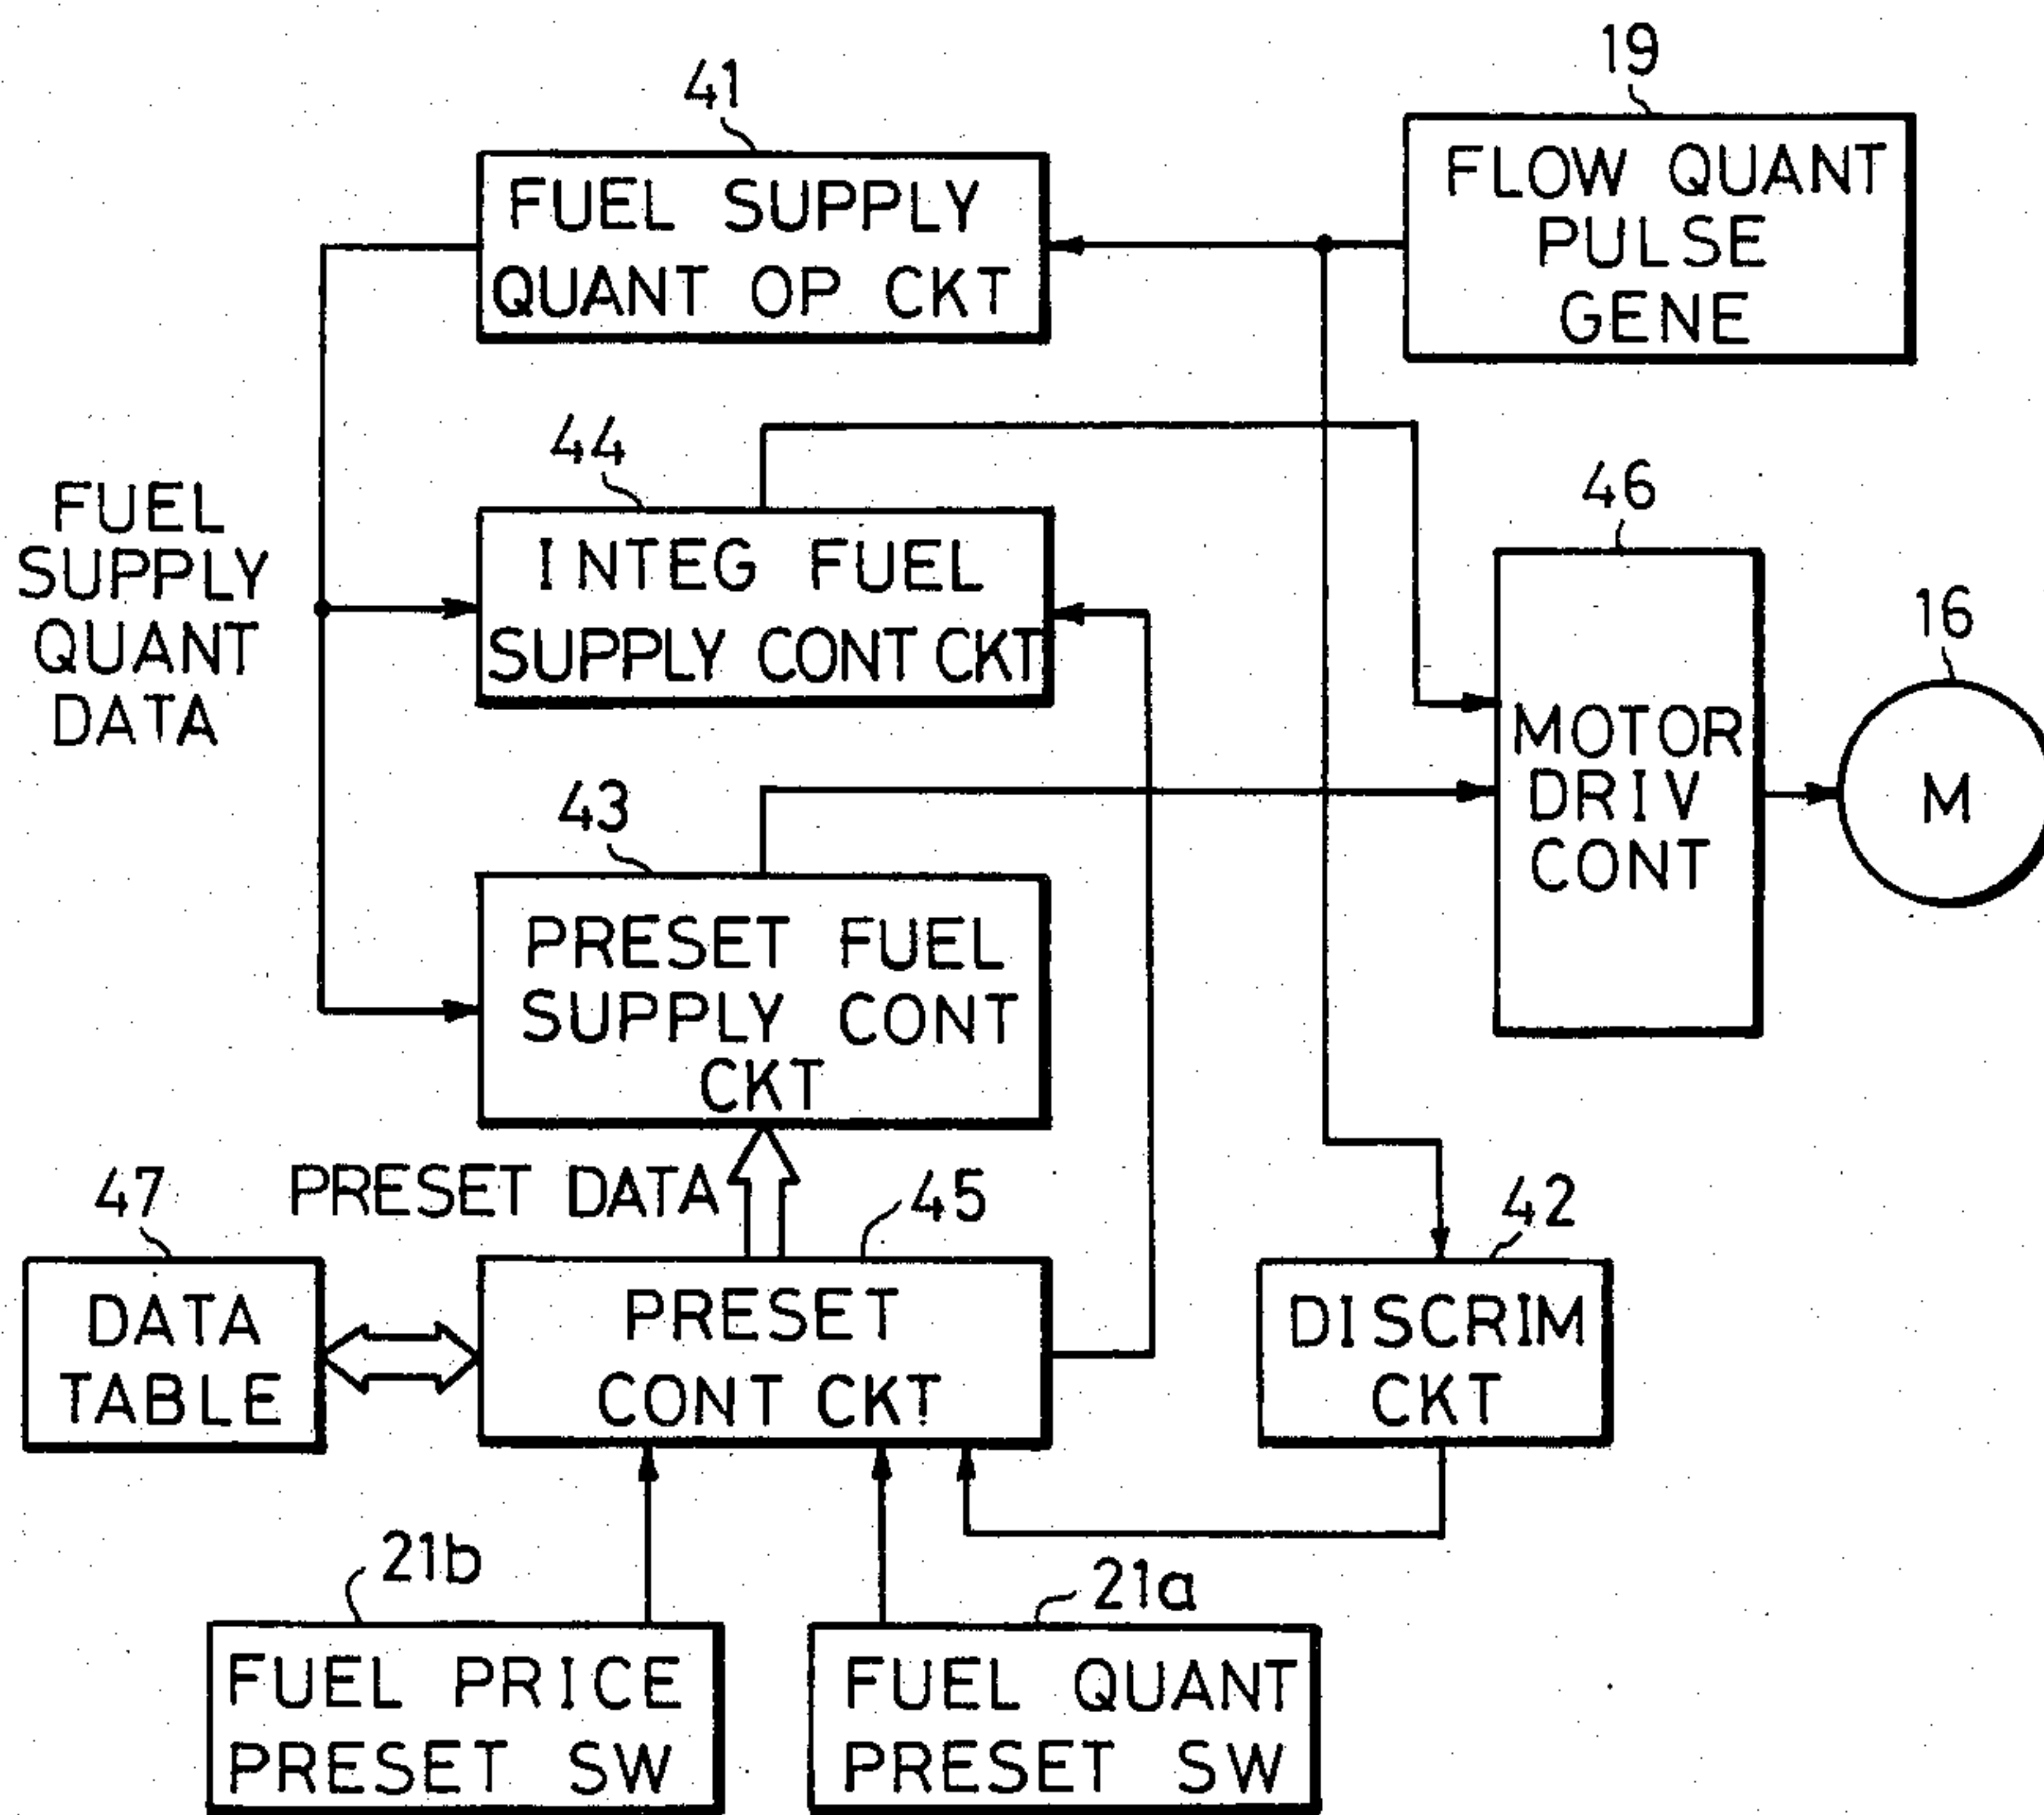 19
41
FLOW QUANT
PULSE
GENE
FUEL SUPPLY
QUANT OP CKT
44
46
FUEL
SUPPLY
QUANT
DATA
INTEG FUEL
SUPPLY CONT CKT
16
MOTOR
DRIV
CONT
M
43
PRESET FUEL
SUPPLY CONT
CKT
47
PRESET DATA
45
42
DATA
TABLE
PRESET
CONT CKT
DISCRIM
CKT
21b
21a
FUEL PRICE
PRESET SW
FUEL QUANT
PRESET SW